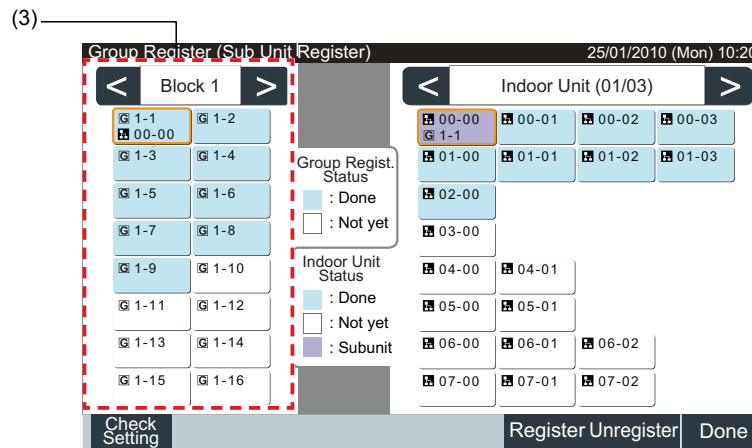 (3)
Group Register (Sub Unit Register) 25/01/2010 (Mon) 10:20
< Block 1 >
< Indoor Unit (01/03) >
G 1-1
00-00
G 1-2
G 1-3
G 1-4
G 1-5
G 1-6
G 1-7
G 1-8
G 1-9
G 1-10
G 1-11
G 1-12
G 1-13
G 1-14
G 1-15
G 1-16
Group Regist.
Status
: Done
: Not yet
Indoor Unit
Status
: Done
: Not yet
: Subunit
00-00
G 1-1
00-01
00-02
00-03
01-00
01-01
01-02
01-03
02-00
03-00
04-00
04-01
05-00
05-01
06-00
06-01
06-02
07-00
07-01
07-02
Check
Setting
Register
Unregister
Done